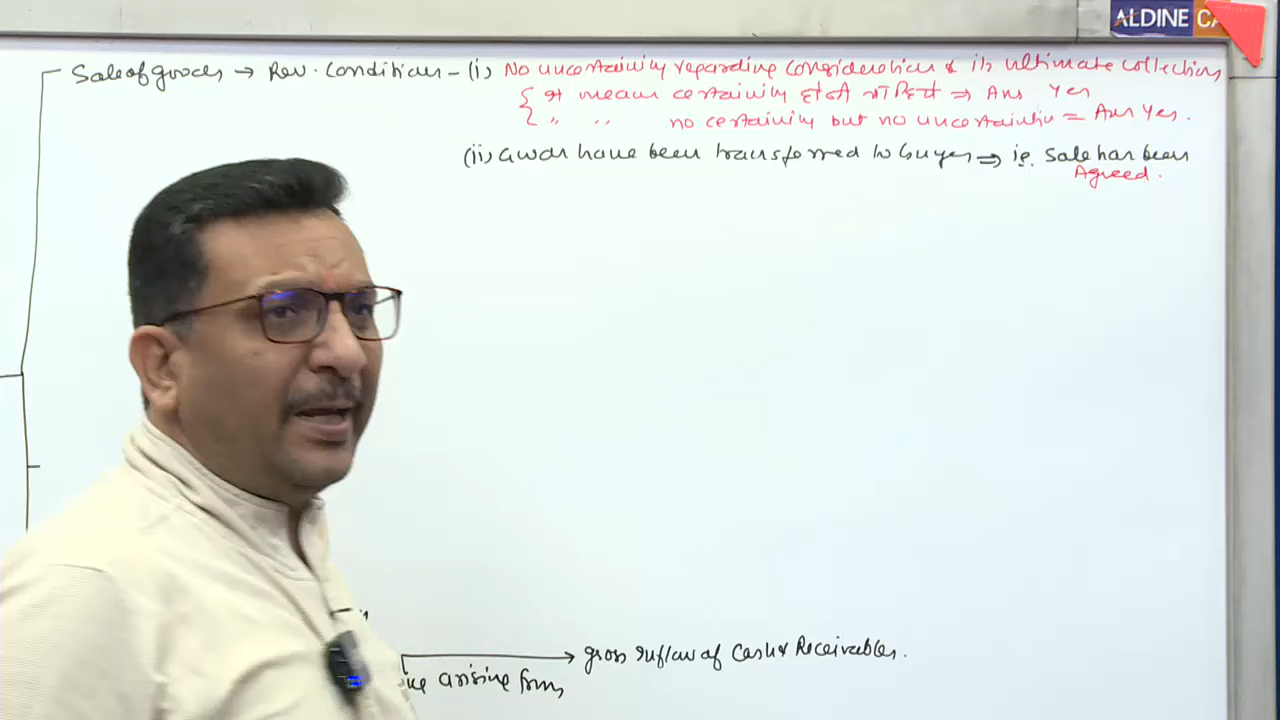 ALDINE CA
Sale of goods → Rev. Condition - (i) No uncertainity regarding consideration & its ultimate collection
{ It means certainity होनी चाहिये ⇒ Ans Yes
{ " " no certainity but no uncertainity = Ans Yes.
(ii) have been transferred to buyer ⇒ ie. Sale has been
Agreed.
→ gross inflow of Cash & Receivables.
arising from